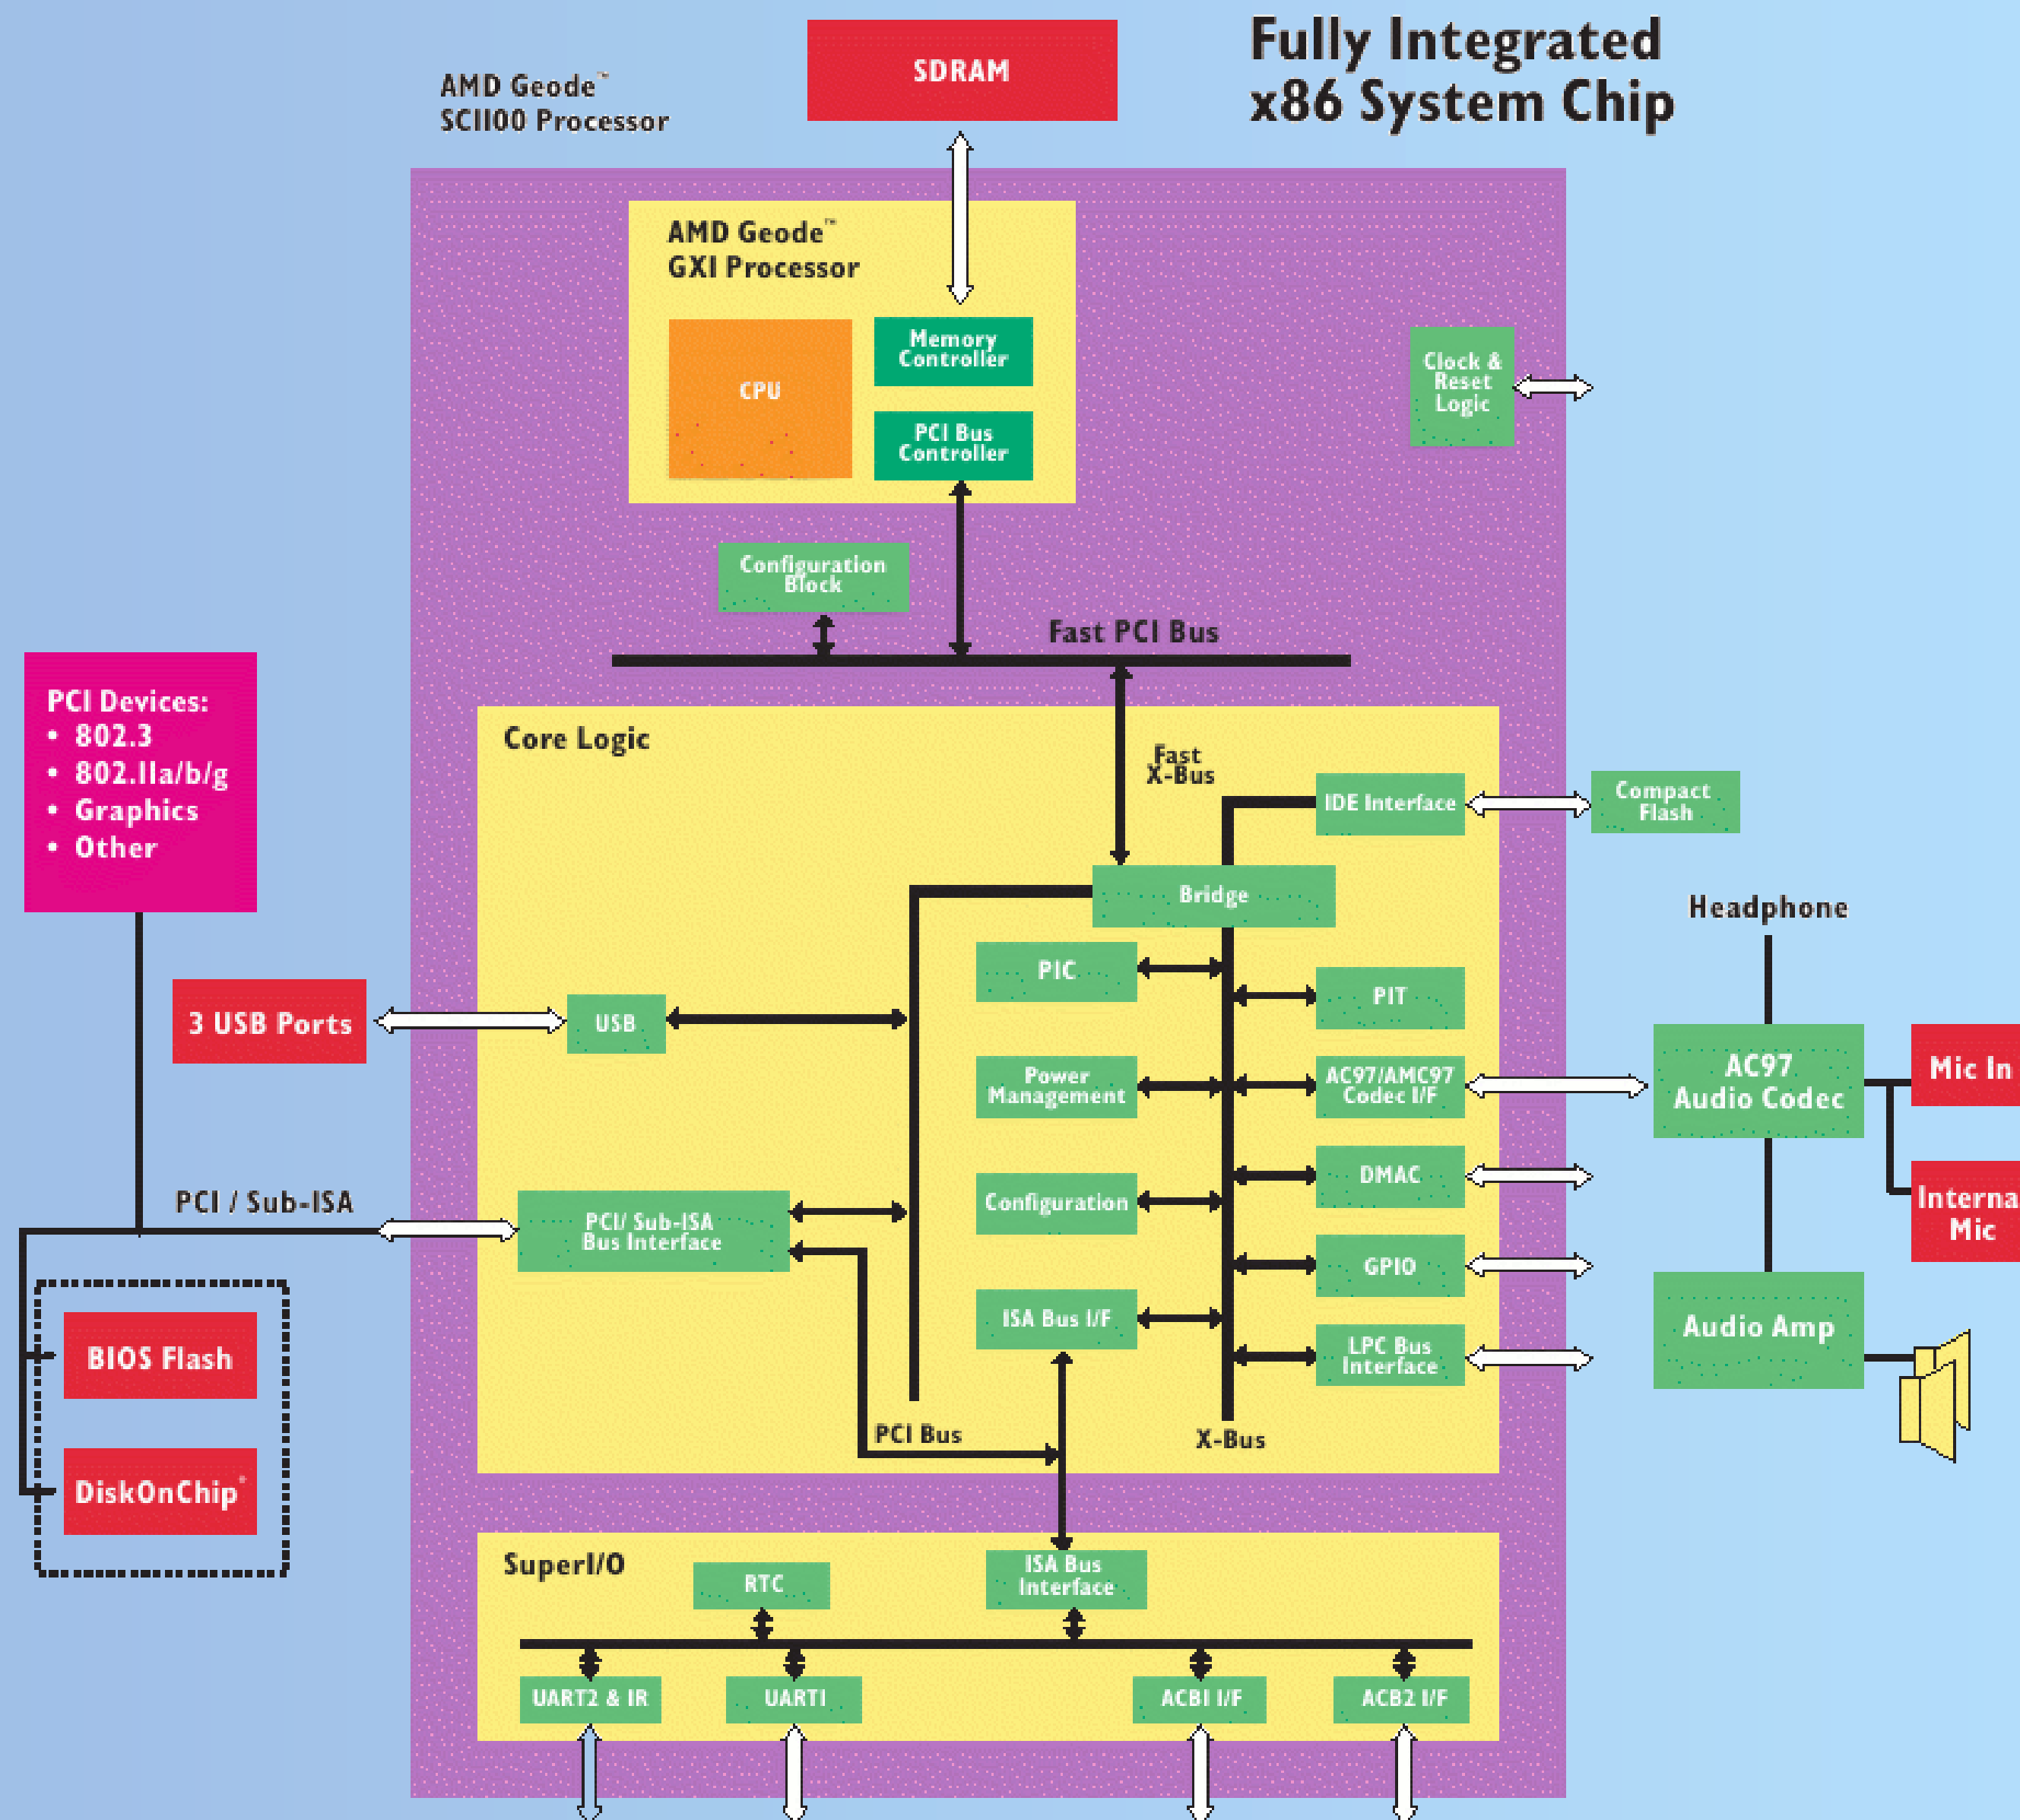 Fully Integrated
x86 System Chip
SDRAM
AMD Geode™
SC1100 Processor
AMD Geode™
GX1 Processor
Memory
Controller
CPU
PCI Bus
Controller
Clock &
Reset
Logic
Configuration
Block
Fast PCI Bus
PCI Devices:
• 802.3
• 802.11a/b/g
• Graphics
• Other
Core Logic
Fast
X-Bus
IDE Interface
Compact
Flash
Bridge
Headphone
PIC
PIT
3 USB Ports
USB
Power
Management
AC97/AMC97
Codec I/F
AC97
Audio Codec
Mic In
DMAC
PCI / Sub-ISA
PCI/ Sub-ISA
Bus Interface
Configuration
Interna
Mic
GPIO
ISA Bus I/F
LPC Bus
Interface
Audio Amp
BIOS Flash
PCI Bus
X-Bus
DiskOnChip®
SuperI/O
RTC
ISA Bus
Interface
UART2 & IR
UART1
ACB1 I/F
ACB2 I/F